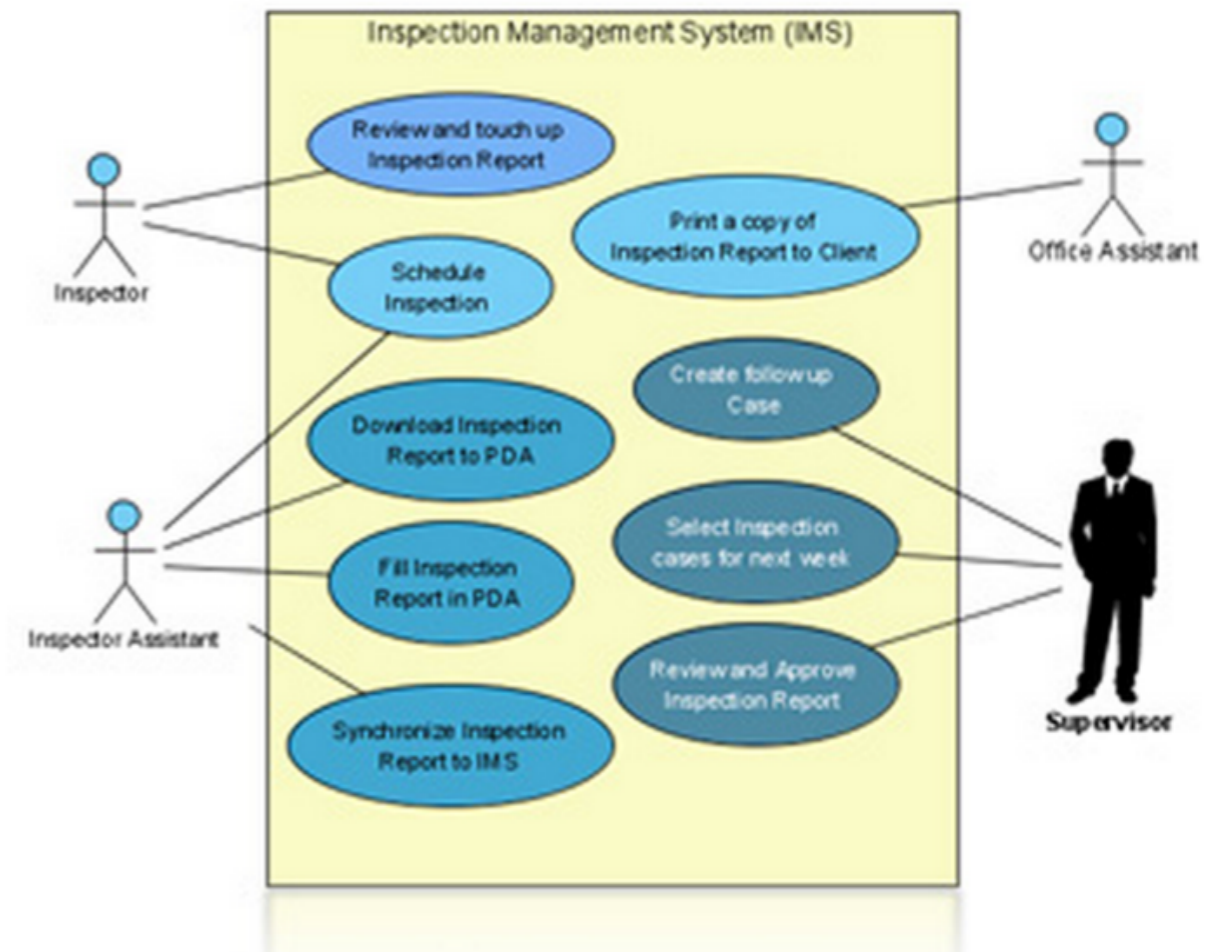 Inspection Management System (IMS)
Review and touch up
Inspection Report
Print a copy of
Inspection Report to Client
Office Assistant
Inspector
Schedule
Inspection
Create follow up
Case
Download Inspection
Report to PDA
Select Inspection
cases for next week
Fill Inspection
Report in PDA
Inspector Assistant
Review and Approve
Inspection Report
Supervisor
Synchronize Inspection
Report to IMS